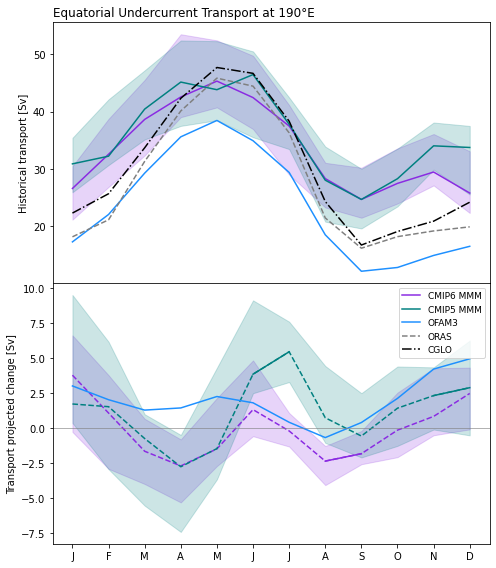 Equatorial Undercurrent Transport at 190°E
Historical transport [Sv]
50
40
30
20
Transport projected change [Sv]
10.0
7.5
5.0
2.5
0.0
−2.5
−5.0
−7.5
CMIP6 MMM
CMIP5 MMM
OFAM3
ORAS
CGLO
J F M A M J J A S O N D